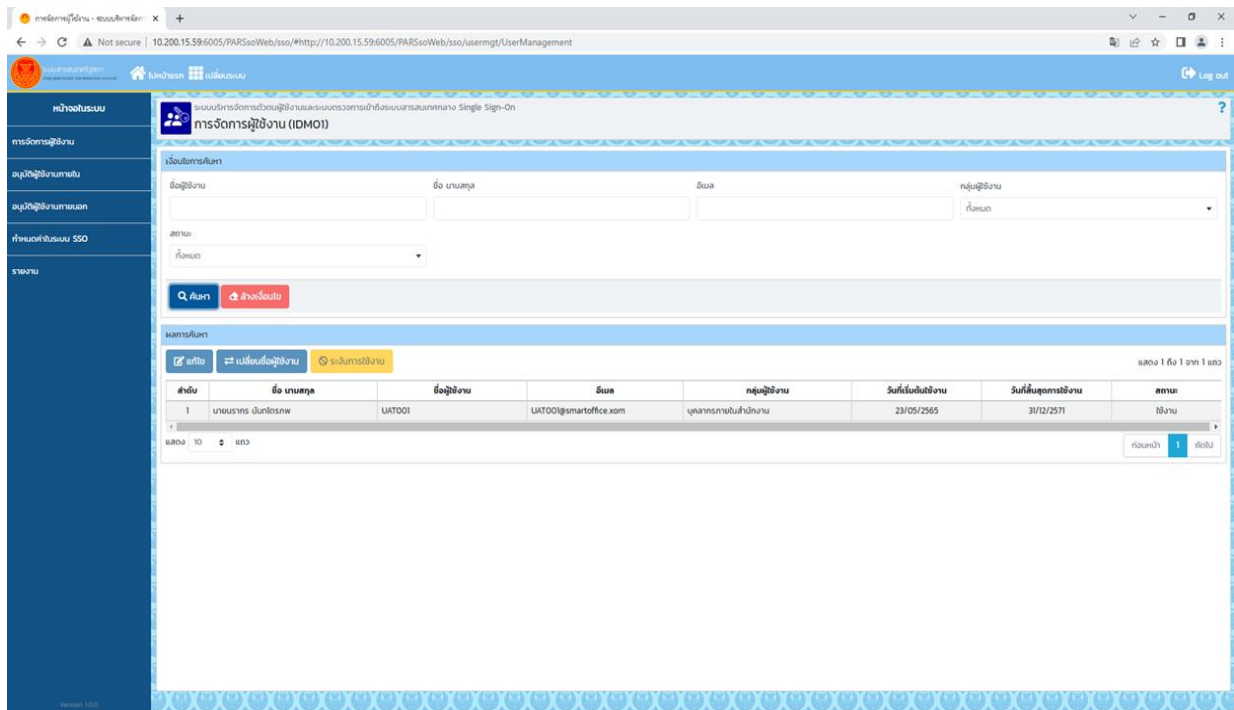 การจัดการผู้ใช้งาน - ระบบบริหารจัดกา
Not secure | 10.200.15.59:6005/PARSsoWeb/sso/#http://10.200.15.59:6005/PARSsoWeb/sso/usermgt/UserManagement
ระบบสารสนเทศรัฐสภา
ไปหน้าแรก เปลี่ยนระบบ
Log out
หน้าจอในระบบ
การจัดการผู้ใช้งาน
อนุมัติผู้ใช้งานภายใน
อนุมัติผู้ใช้งานภายนอก
กำหนดค่าในระบบ SSO
รายงาน
Version 1.0.0
ระบบบริหารจัดการตัวตนผู้ใช้งานและระบบตรวจการเข้าถึงระบบสารสนเทศกลาง Single Sign-On
?
การจัดการผู้ใช้งาน (IDM01)
เงื่อนไขการค้นหา
ชื่อผู้ใช้งาน ชื่อ นามสกุล อีเมล กลุ่มผู้ใช้งาน
ทั้งหมด
สถานะ
ทั้งหมด
ค้นหา ล้างเงื่อนไข
ผลการค้นหา
แก้ไข เปลี่ยนชื่อผู้ใช้งาน ระงับการใช้งาน แสดง 1 ถึง 1 จาก 1 แถว
ลำดับ ชื่อ นามสกุล ชื่อผู้ใช้งาน อีเมล กลุ่มผู้ใช้งาน วันที่เริ่มต้นใช้งาน วันที่สิ้นสุดการใช้งาน สถานะ
1 UAT001 UAT001@smartoffice.xom บุคลากรภายในสำนักงาน 23/05/2565 31/12/2571 ใช้งาน
แสดง 10 แถว ก่อนหน้า 1 ถัดไป